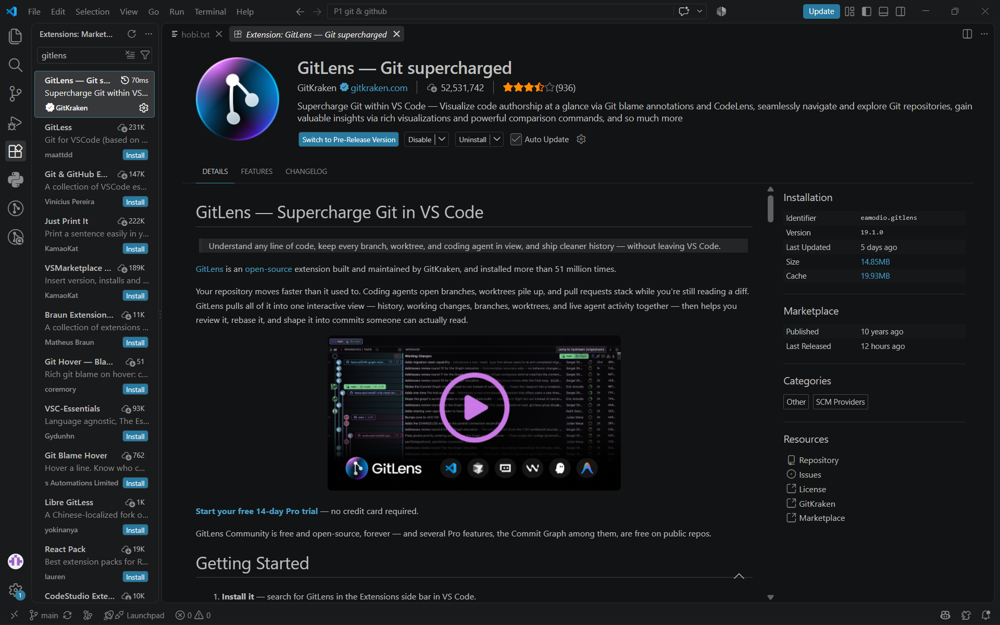 File Edit Selection View Go Run Terminal Help
P1 git & github
Update
Extensions: Market...
gitlens
GitLens — Git s... 70ms
Supercharge Git within VS...
GitKraken
GitLess 231K
Git for VSCode (based on ...
maattdd Install
Git & GitHub E... 147K
A collection of VSCode es...
Vinícius Pereira Install
Just Print It 222K
Print a sentence easily in y...
KamaoKat Install
VSMarketplace ... 189K
Insert version, installs and ...
KamaoKat Install
Braun Extension... 11K
A collection of extensions ...
Matheus Braun Install
Git Hover — Bla... 51
Rich git blame on hover: c...
coremory Install
VSC-Essentials 93K
Language agnostic, The Es...
Gydunhn Install
Git Blame Hover 762
Hover a line. Know who c...
s Automations Limited Install
Libre GitLess 1K
A Chinese-localized fork o...
yokinanya Install
React Pack 19K
Best extension packs for R...
lauren Install
CodeStudio Exte... 10K
hobi.txt
Extension: GitLens — Git supercharged
GitLens — Git supercharged
GitKraken gitkraken.com 52,531,742 (936)
Supercharge Git within VS Code — Visualize code authorship at a glance via Git blame annotations and CodeLens, seamlessly navigate and explore Git repositories, gain
valuable insights via rich visualizations and powerful comparison commands, and so much more
Switch to Pre-Release Version Disable Uninstall Auto Update
DETAILS FEATURES CHANGELOG
GitLens — Supercharge Git in VS Code
Understand any line of code, keep every branch, worktree, and coding agent in view, and ship cleaner history — without leaving VS Code.
GitLens is an open-source extension built and maintained by GitKraken, and installed more than 51 million times.
Your repository moves faster than it used to. Coding agents open branches, worktrees pile up, and pull requests stack while you're still reading a diff.
GitLens pulls all of it into one interactive view — history, working changes, branches, worktrees, and live agent activity together — then helps you
review it, rebase it, and shape it into commits someone can actually read.
BRANCHES / TAGS MESSAGE
Working Changes
GitLens
Start your free 14-day Pro trial — no credit card required.
GitLens Community is free and open-source, forever — and several Pro features, the Commit Graph among them, are free on public repos.
Getting Started
1. Install it — search for GitLens in the Extensions side bar in VS Code.
Installation
Identifier eamodio.gitlens
Version 19.1.0
Last Updated 5 days ago
Size 14.85MB
Cache 19.93MB
Marketplace
Published 10 years ago
Last Released 12 hours ago
Categories
Other SCM Providers
Resources
Repository
Issues
License
GitKraken
Marketplace
1
main Launchpad 0 0